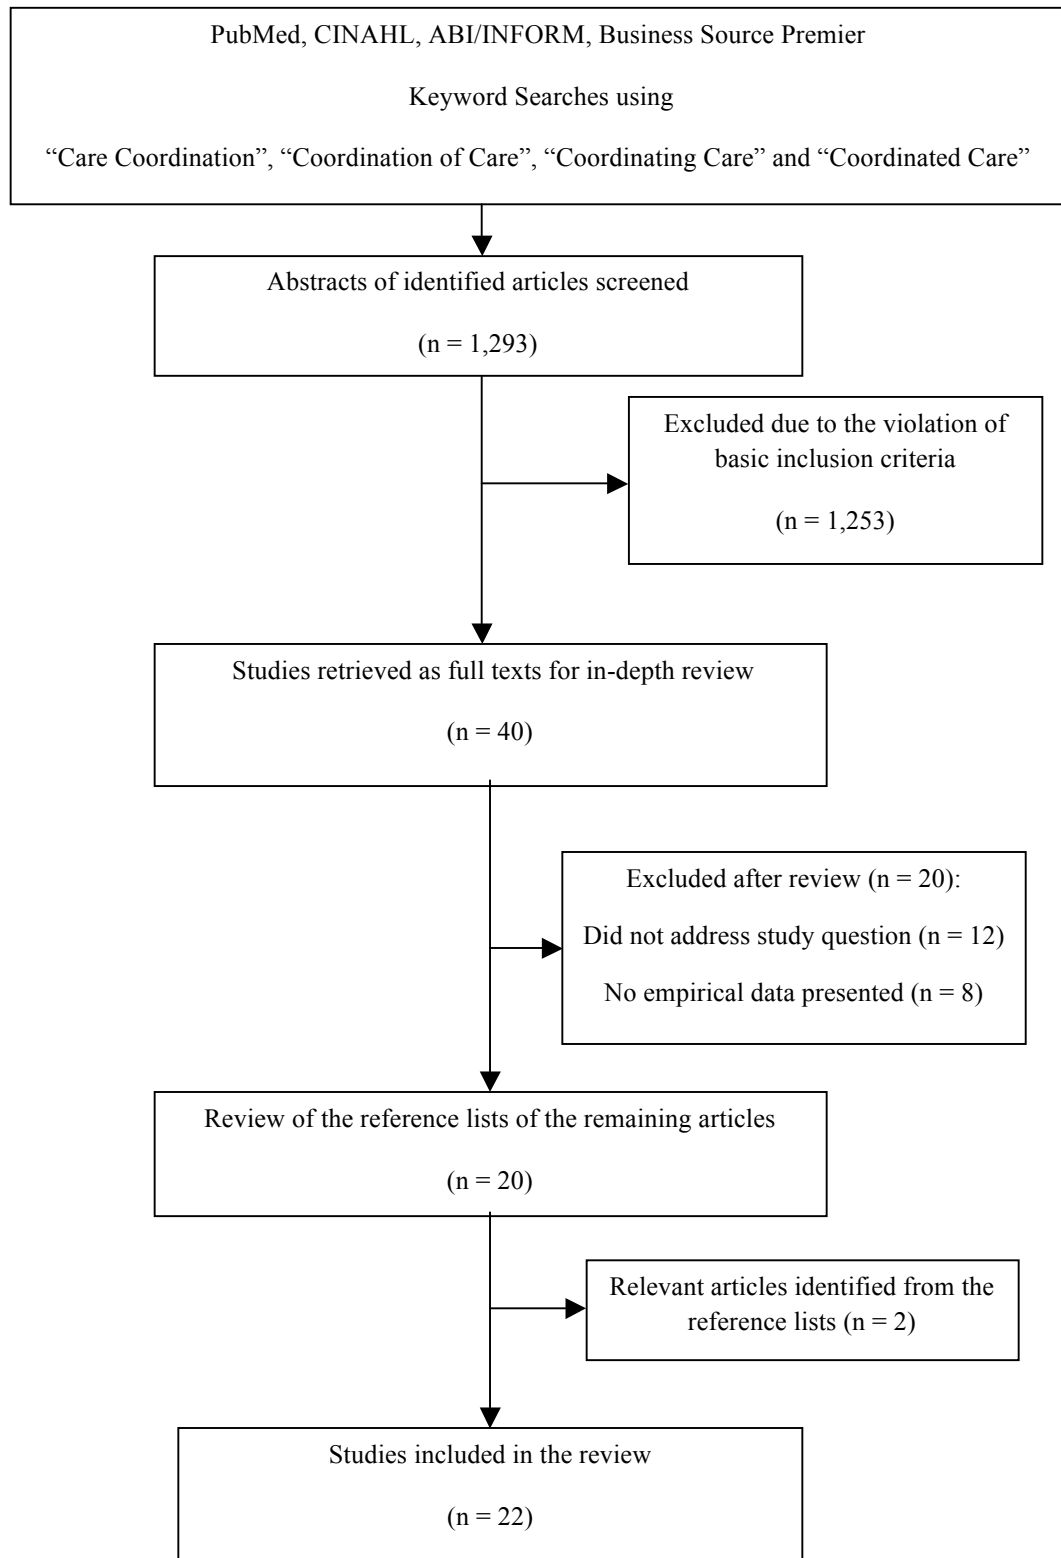 PubMed, CINAHL, ABI/INFORM, Business Source Premier
Keyword Searches using
“Care Coordination”, “Coordination of Care”, “Coordinating Care” and “Coordinated Care”
Abstracts of identified articles screened
(n = 1,293)
Excluded due to the violation of
basic inclusion criteria
(n = 1,253)
Studies retrieved as full texts for in-depth review
(n = 40)
Excluded after review (n = 20):
Did not address study question (n = 12)
No empirical data presented (n = 8)
Review of the reference lists of the remaining articles
(n = 20)
Relevant articles identified from the
reference lists (n = 2)
Studies included in the review
(n = 22)